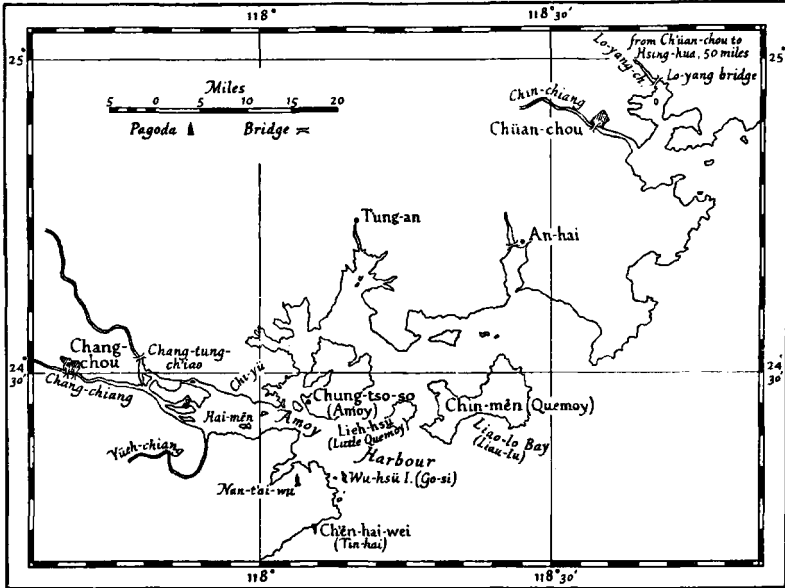 118°
118°30'
25°
25°
from Chüan-chou to
Hsing-hua, 50 miles
Lo-yang-ch.
Lo-yang bridge
Miles
5 0 5 10 15 20
Pagoda
Bridge
Chin-chiang
Chüan-chou
Tung-an
An-hai
Chang-
chou
Chang-tung-
ch'iao
Chang-chiang
24°
30'
24°
30'
Chi-yü
Hai-mên
Amoy
Harbour
Chung-tso-so
(Amoy)
Lieh-hsü
(Little Quemoy)
Chin-mên (Quemoy)
Liao-lo Bay
(Liau-lu)
Yüeh-chiang
Nan-t'ai-wu
Wu-hsü I. (Go-si)
Chên-hai-wei
(Tin-hai)
118°
118°30'